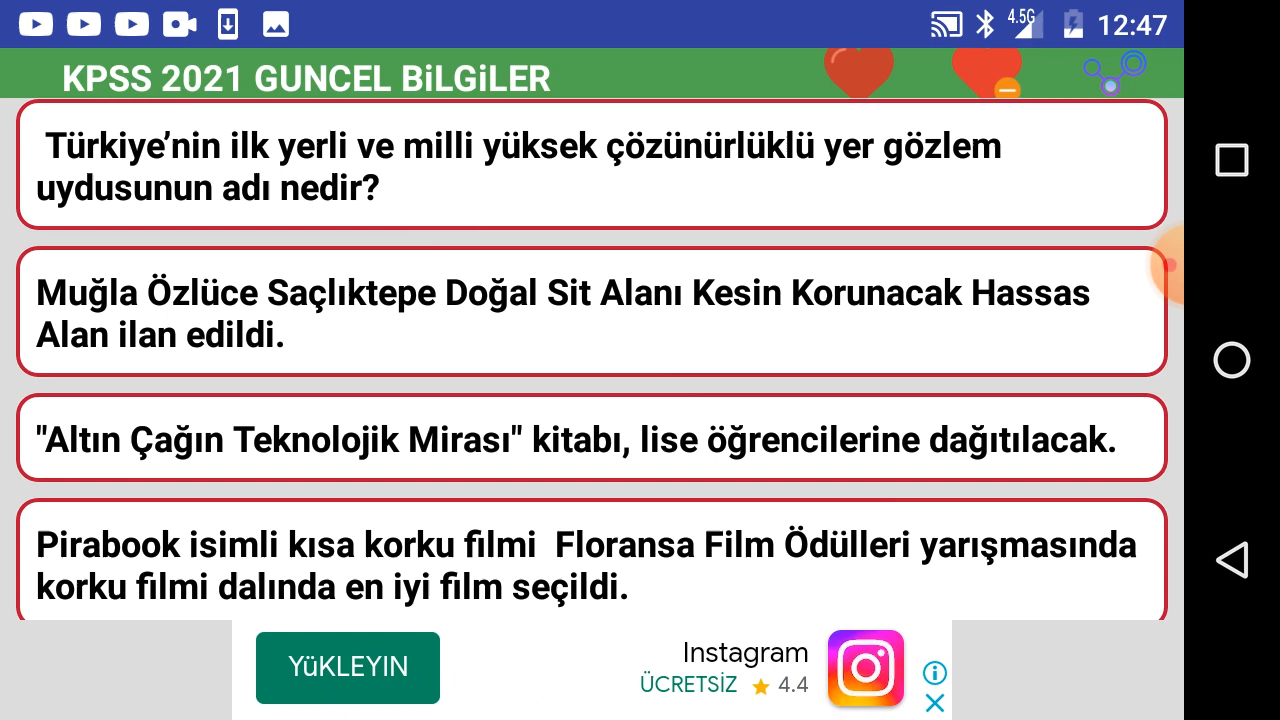 4.5G 12:47
KPSS 2021 GUNCEL BiLGiLER
Türkiye’nin ilk yerli ve milli yüksek çözünürlüklü yer gözlem
uydusunun adı nedir?
Muğla Özlüce Saçlıktepe Doğal Sit Alanı Kesin Korunacak Hassas
Alan ilan edildi.
"Altın Çağın Teknolojik Mirası" kitabı, lise öğrencilerine dağıtılacak.
Pirabook isimli kısa korku filmi  Floransa Film Ödülleri yarışmasında
korku filmi dalında en iyi film seçildi.
YüKLEYIN
Instagram
ÜCRETSİZ 4.4